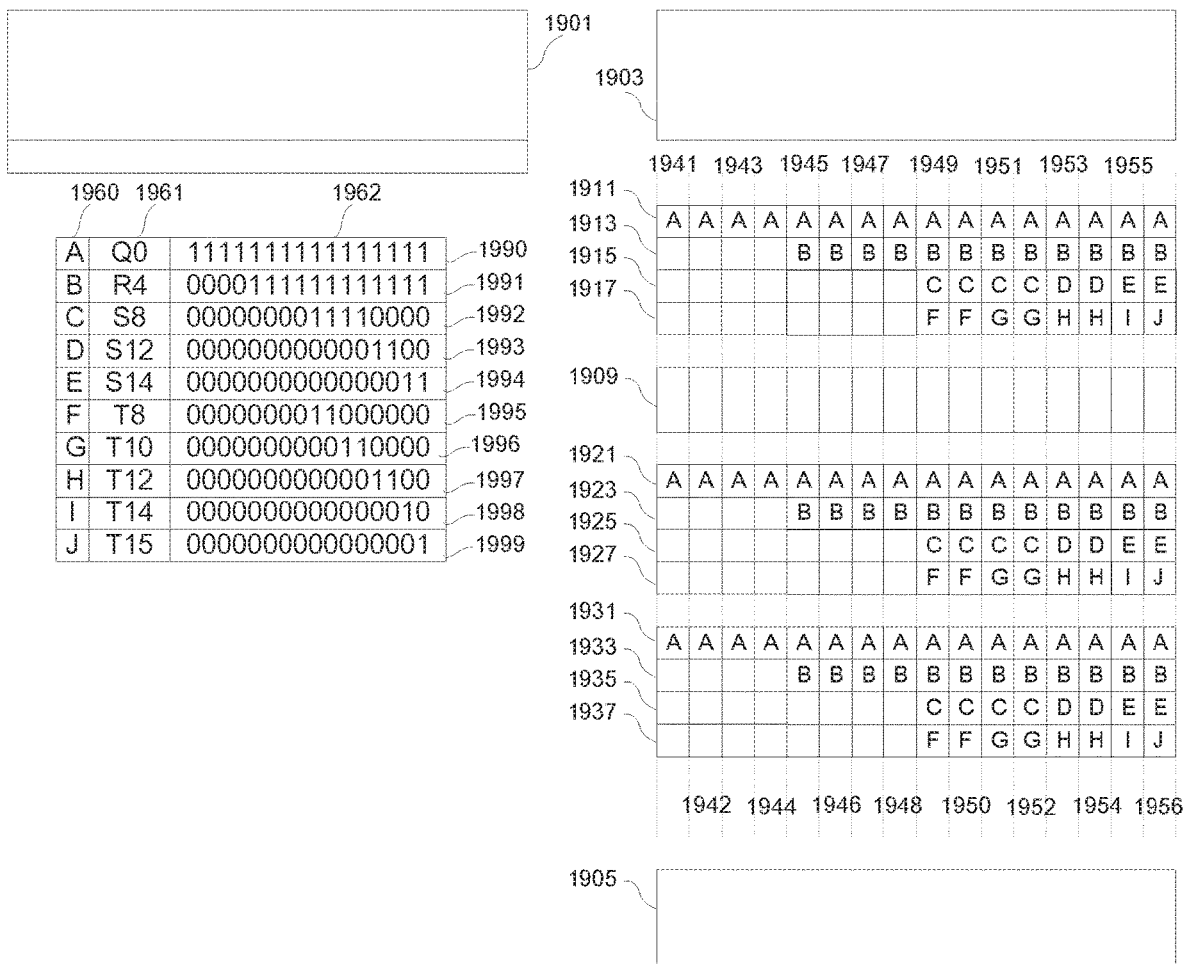 1901
1903
1960 1961 1962
A Q0 1111111111111111 1990
B R4 0000111111111111 1991
C S8 0000000011110000 1992
D S12 0000000000001100 1993
E S14 0000000000000011 1994
F T8 0000000011000000 1995
G T10 0000000000110000 1996
H T12 0000000000001100 1997
I T14 0000000000000010 1998
J T15 0000000000000001 1999
1941 1943 1945 1947 1949 1951 1953 1955
1911 A A A A A A A A A A A A A A A A
1913 B B B B B B B B B B B B
1915 C C C C D D E E
1917 F F G G H H I J
1909
1921 A A A A A A A A A A A A A A A A
1923 B B B B B B B B B B B B
1925 C C C C D D E E
1927 F F G G H H I J
1931 A A A A A A A A A A A A A A A A
1933 B B B B B B B B B B B B
1935 C C C C D D E E
1937 F F G G H H I J
1942 1944 1946 1948 1950 1952 1954 1956
1905